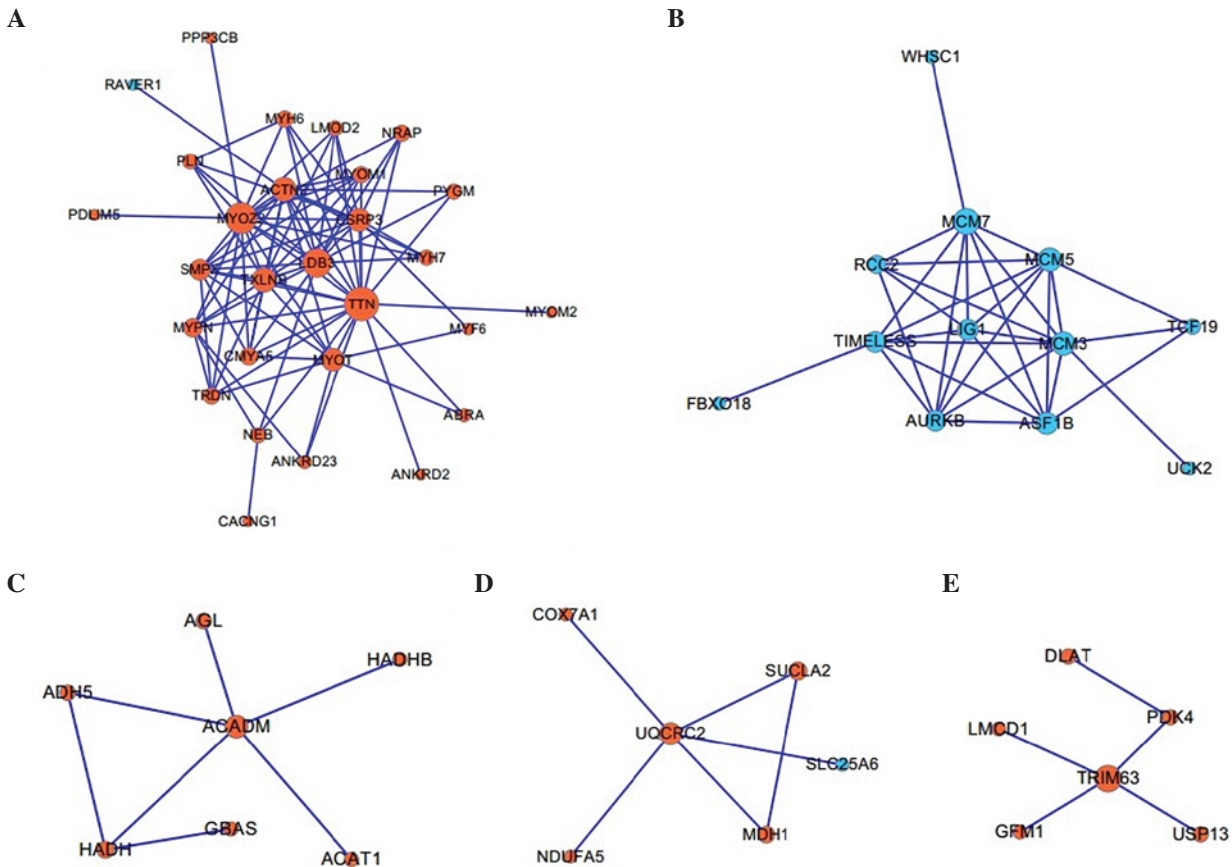 A
B
PPP3CB
RAVER1
WHSC1
MYH6
LMOD2
NRAP
PLN
MYOM1
ACTN2
PYGM
PDLIM5
CSRP3
MCM7
MYH7
SMPX
LDB3
RCC2
MCM5
TTN
MYOM2
MYPN
MYF6
TCF19
LIG1
TIMELESS
MCM3
CMYA5
MYOT
TRDN
FBXO18
ABRA
AURKB
ASF1B
NEB
ANKRD23
ANKRD2
UCK2
CACNG1
C
D
E
AGL
COX7A1
HADHB
SUCLA2
DLAT
ADH5
ACADM
UQCRC2
PDK4
LMCD1
SLC25A6
TRIM63
GBAS
HADH
ACAT1
MDH1
NDUFA5
GFM1
USP13